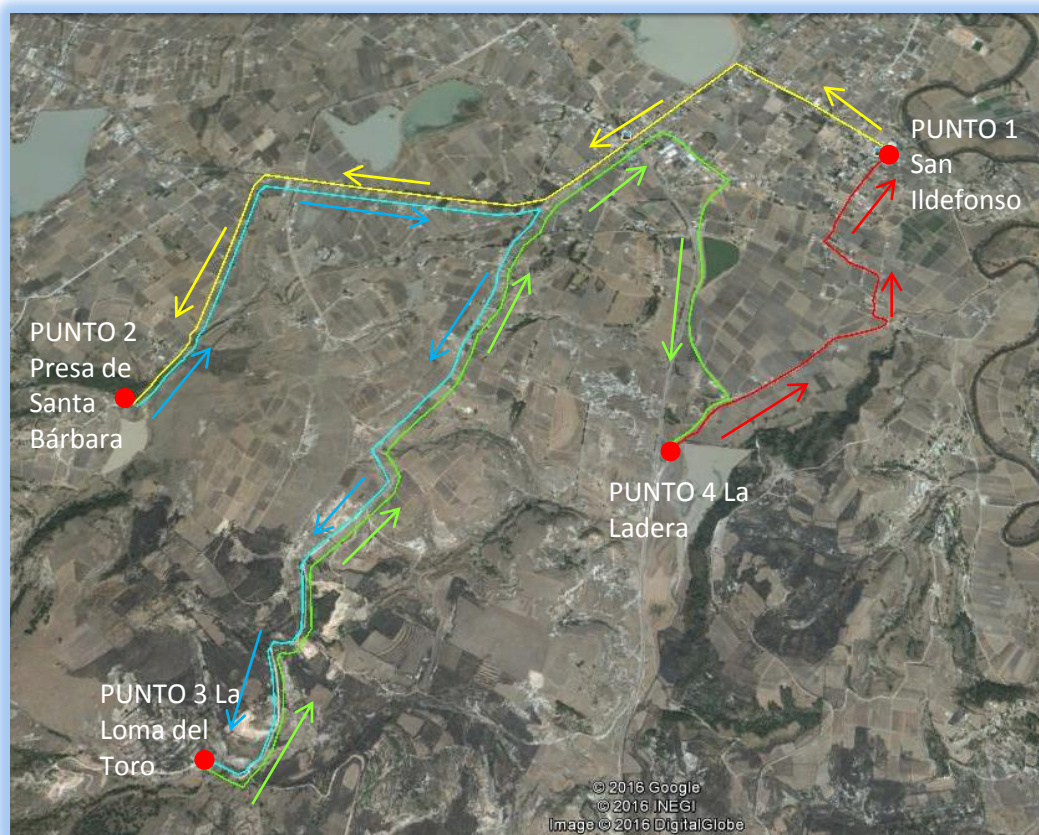 PUNTO 1
San
Ildefonso
PUNTO 2
Presa de
Santa
Bárbara
PUNTO 4 La
Ladera
PUNTO 3 La
Loma del
Toro
© 2016 Google
© 2016 INEGI
Image © 2016 DigitalGlobe